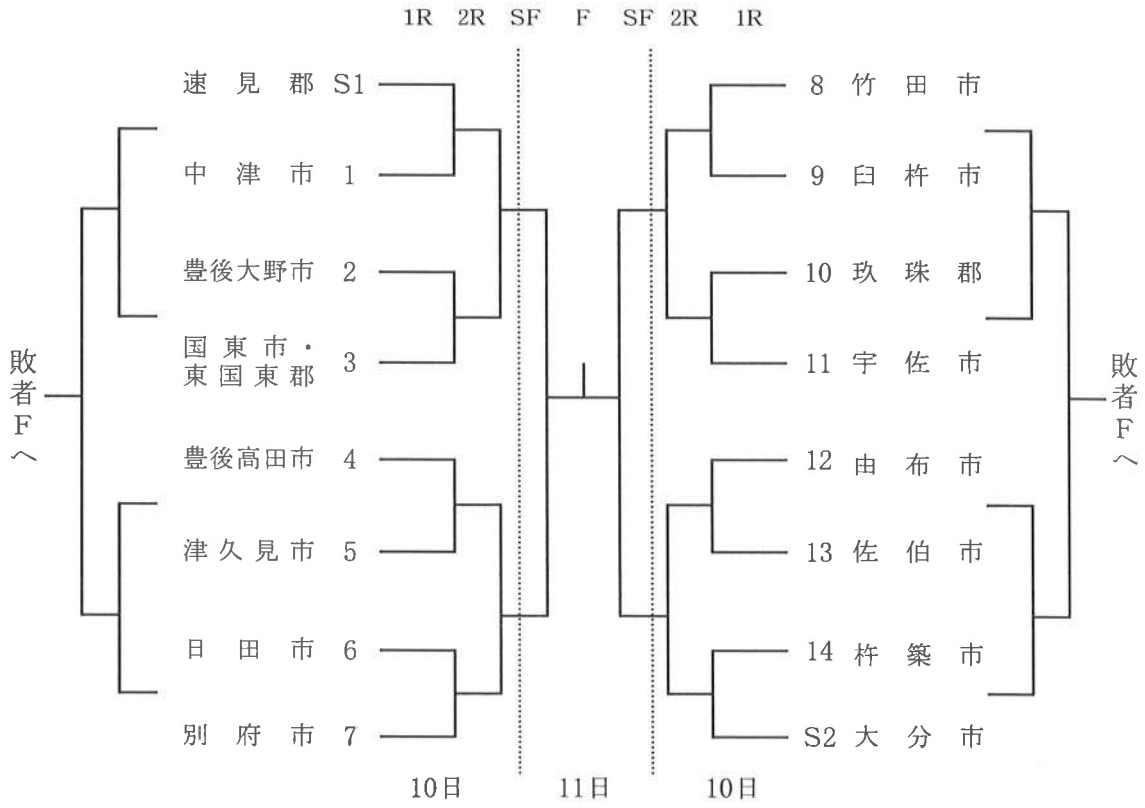 1R 2R SF F SF 2R 1R
速見郡 S1
中津市 1
豊後大野市 2
国東市・
東国東郡 3
豊後高田市 4
津久見市 5
日田市 6
別府市 7
敗者Fへ
8 竹田市
9 臼杵市
10 玖珠郡
11 宇佐市
12 由布市
13 佐伯市
14 杵築市
S2 大分市
敗者Fへ
10日 11日 10日